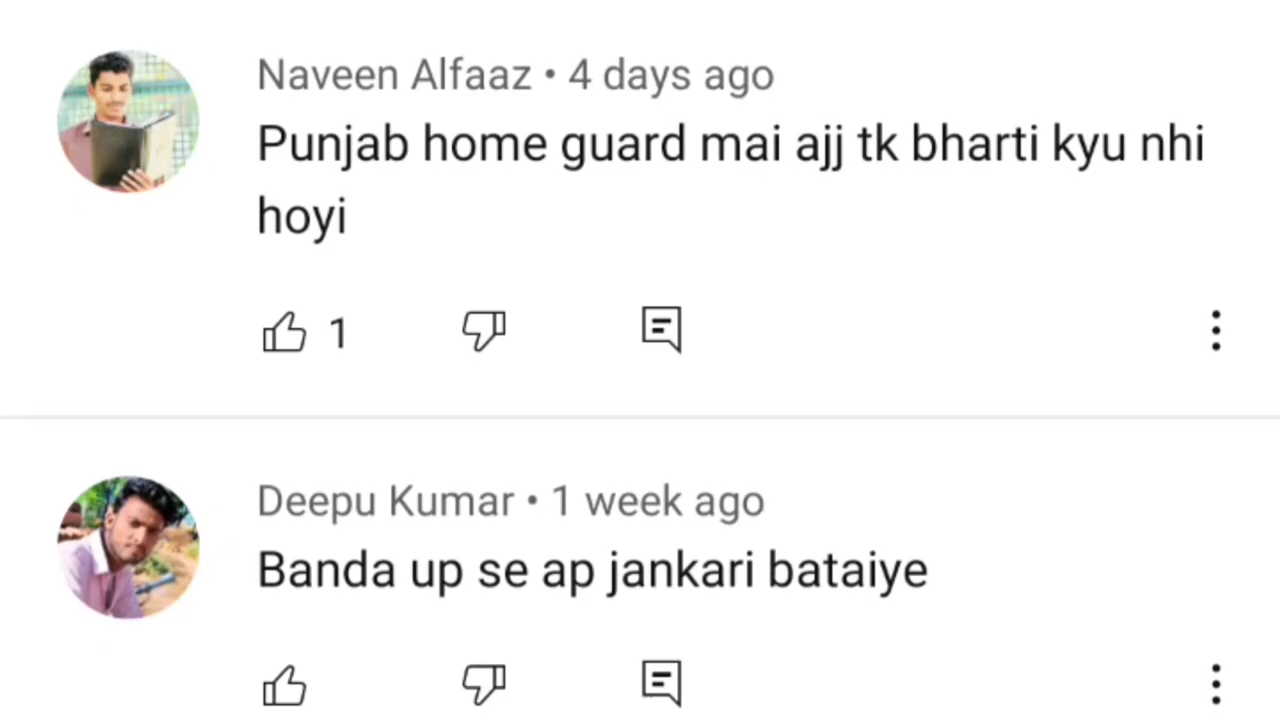 Naveen Alfaaz • 4 days ago
Punjab home guard mai ajj tk bharti kyu nhi
hoyi
1
Deepu Kumar • 1 week ago
Banda up se ap jankari bataiye